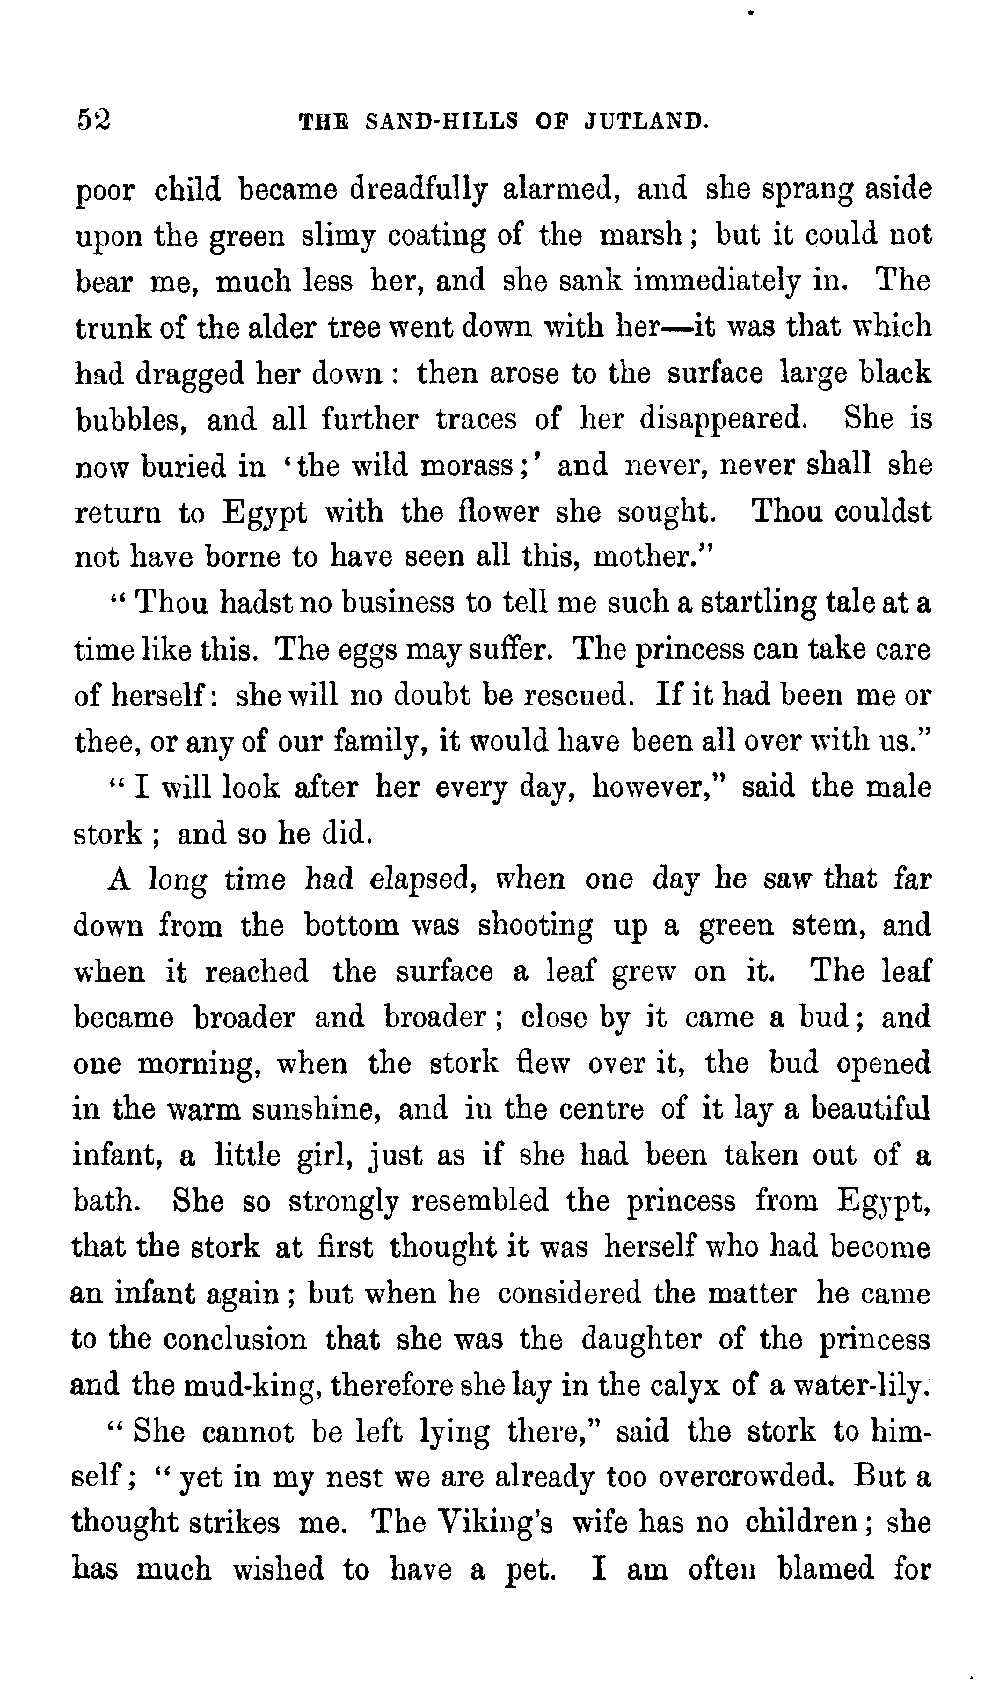 52 THE SAND-HILLS OF JUTLAND.
poor child became dreadfully alarmed, and she sprang aside
upon the green slimy coating of the marsh; but it could not
bear me, much less her, and she sank immediately in. The
trunk of the alder tree went down with her—it was that which
had dragged her down: then arose to the surface large black
bubbles, and all further traces of her disappeared. She is
now buried in ‘the wild morass;’ and never, never shall she
return to Egypt with the flower she sought. Thou couldst
not have borne to have seen all this, mother.”
“Thou hadst no business to tell me such a startling tale at a
time like this. The eggs may suffer. The princess can take care
of herself: she will no doubt be rescued. If it had been me or
thee, or any of our family, it would have been all over with us.”
“I will look after her every day, however,” said the male
stork; and so he did.
A long time had elapsed, when one day he saw that far
down from the bottom was shooting up a green stem, and
when it reached the surface a leaf grew on it. The leaf
became broader and broader; close by it came a bud; and
one morning, when the stork flew over it, the bud opened
in the warm sunshine, and in the centre of it lay a beautiful
infant, a little girl, just as if she had been taken out of a
bath. She so strongly resembled the princess from Egypt,
that the stork at first thought it was herself who had become
an infant again; but when he considered the matter he came
to the conclusion that she was the daughter of the princess
and the mud-king, therefore she lay in the calyx of a water-lily.
“She cannot be left lying there,” said the stork to him-
self; “yet in my nest we are already too overcrowded. But a
thought strikes me. The Viking’s wife has no children; she
has much wished to have a pet. I am often blamed for